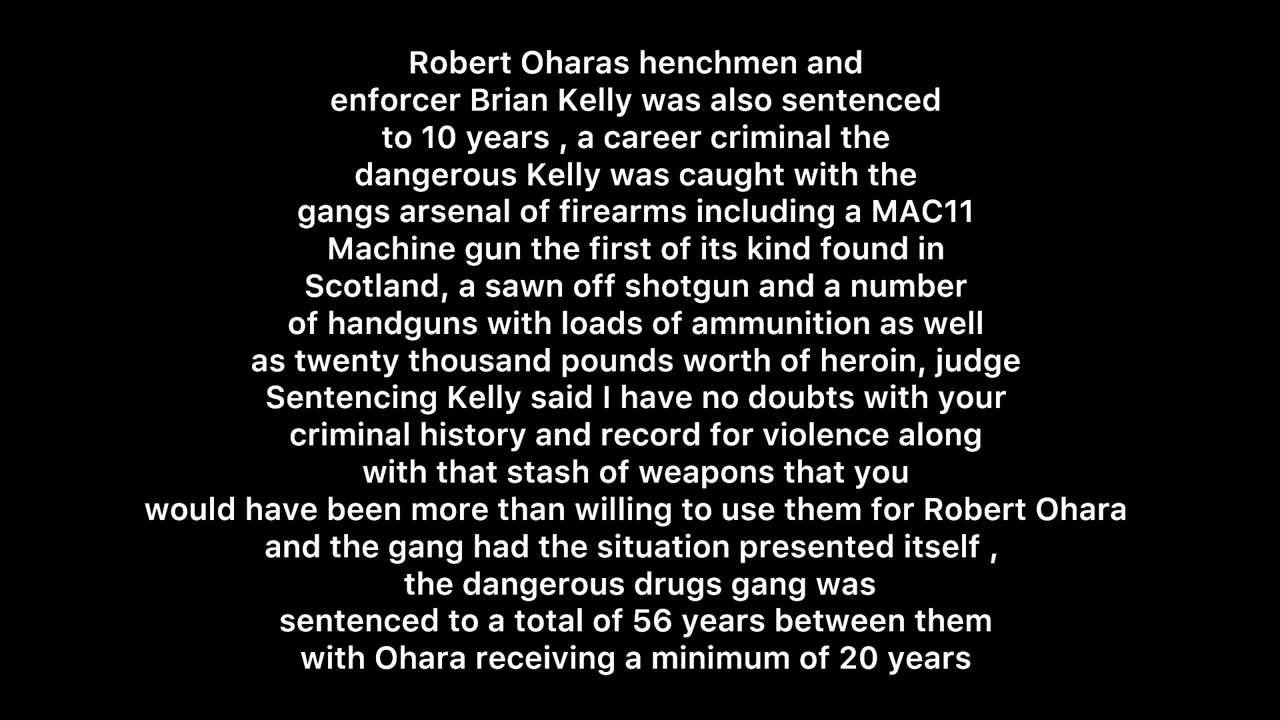 Robert Oharas henchmen and
enforcer Brian Kelly was also sentenced
to 10 years , a career criminal the
dangerous Kelly was caught with the
gangs arsenal of firearms including a MAC11
Machine gun the first of its kind found in
Scotland, a sawn off shotgun and a number
of handguns with loads of ammunition as well
as twenty thousand pounds worth of heroin, judge
Sentencing Kelly said I have no doubts with your
criminal history and record for violence along
with that stash of weapons that you
would have been more than willing to use them for Robert Ohara
and the gang had the situation presented itself ,
the dangerous drugs gang was
sentenced to a total of 56 years between them
with Ohara receiving a minimum of 20 years